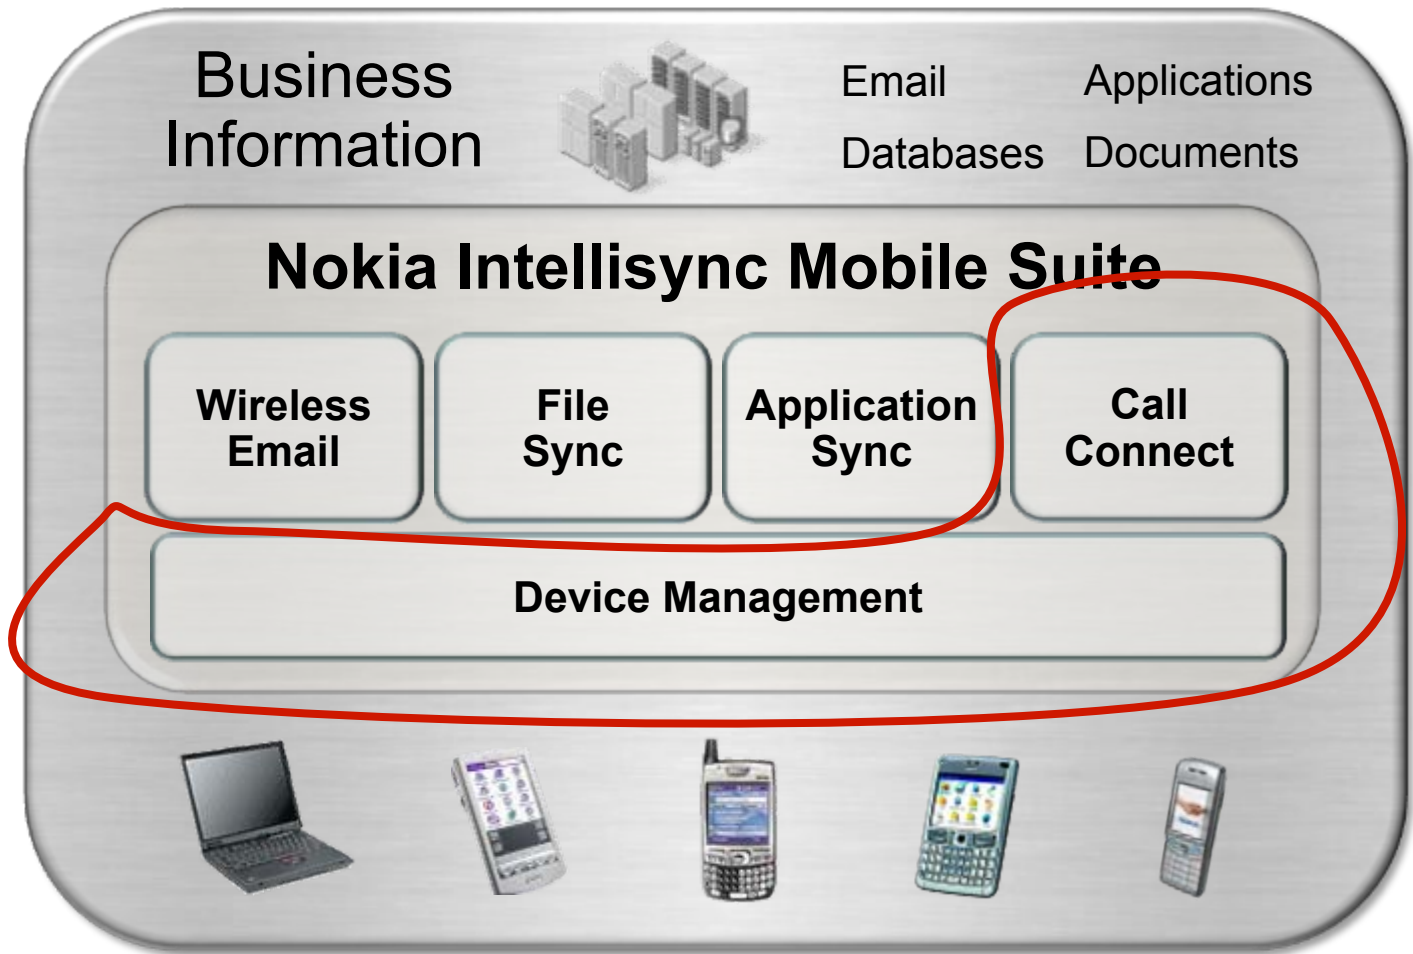 Business
Information
Email
Applications
Databases
Documents
Nokia Intellisync Mobile Suite
Wireless
Email
File
Sync
Application
Sync
Call
Connect
Device Management